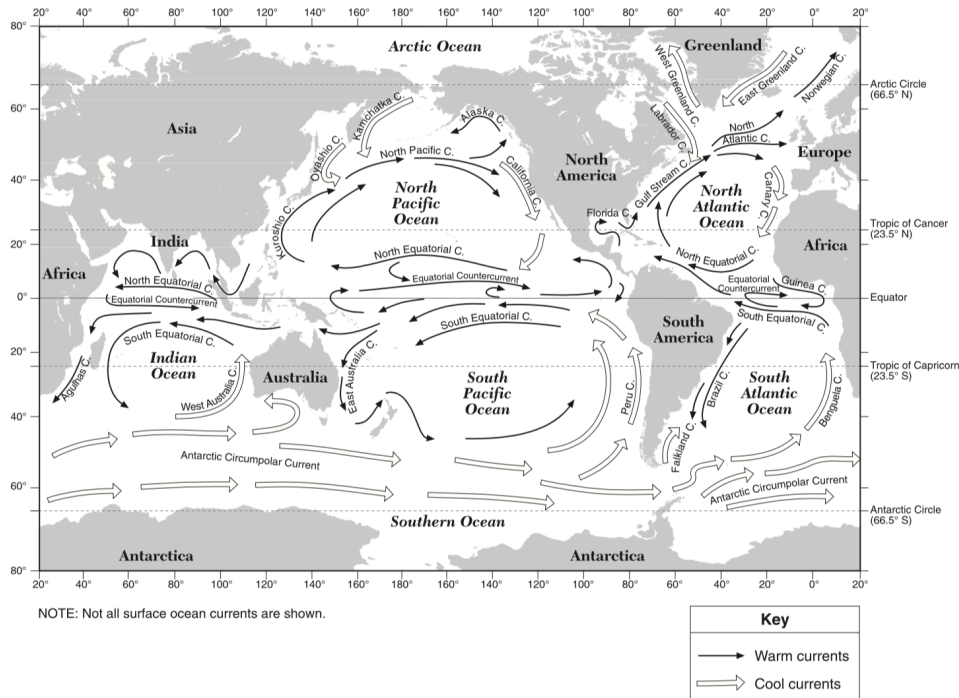 20° 40° 60° 80° 100° 120° 140° 160° 180° 160° 140° 120° 100° 80° 60° 40° 20° 0° 20°
80°
Arctic Ocean
Greenland
West Greenland C.
East Greenland C.
Norwegian C.
Arctic Circle
(66.5° N)
60°
Kamchatka C.
Alaska C.
Labrador C.
North
Atlantic C.
Asia
Oyashio C.
North Pacific C.
California C.
North
America
Gulf Stream C.
Europe
40°
North
Pacific
Ocean
North
Atlantic
Ocean
Canary C.
Kuroshio C.
Florida C.
Tropic of Cancer
(23.5° N)
20°
India
Africa
North Equatorial C.
North Equatorial C.
Africa
North Equatorial C.
Equatorial Countercurrent
Equatorial
Countercurrent
Guinea C.
0°
Equatorial Countercurrent
Equator
South Equatorial C.
South Equatorial C.
South Equatorial C.
South
America
20°
Indian
Ocean
Agulhas C.
West Australia C.
Australia
East Australia C.
South
Pacific
Ocean
Peru C.
Brazil C.
South
Atlantic
Ocean
Benguela C.
Tropic of Capricorn
(23.5° S)
40°
Falkland C.
Antarctic Circumpolar Current
60°
Antarctic Circumpolar Current
Southern Ocean
Antarctic Circle
(66.5° S)
Antarctica
Antarctica
80°
20° 40° 60° 80° 100° 120° 140° 160° 180° 160° 140° 120° 100° 80° 60° 40° 20° 0° 20°
NOTE: Not all surface ocean currents are shown.
Key
Warm currents
Cool currents